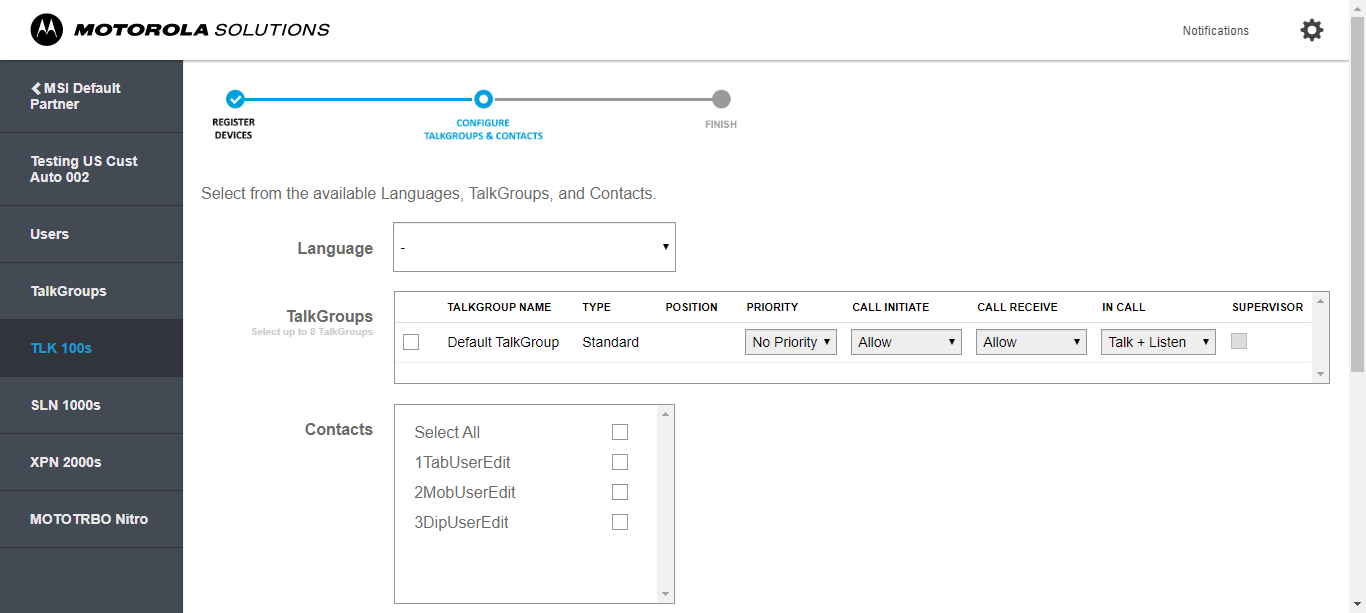 MOTOROLA SOLUTIONS
Notifications
MSI Default
Partner
Testing US Cust
Auto 002
Users
TalkGroups
TLK 100s
SLN 1000s
XPN 2000s
MOTOTRBO Nitro
REGISTER
DEVICES
CONFIGURE
TALKGROUPS & CONTACTS
FINISH
Select from the available Languages, TalkGroups, and Contacts.
Language
-
TalkGroups
Select up to 8 TalkGroups
TALKGROUP NAME TYPE POSITION PRIORITY CALL INITIATE CALL RECEIVE IN CALL SUPERVISOR
Default TalkGroup Standard No Priority Allow Allow Talk + Listen
Contacts
Select All
1TabUserEdit
2MobUserEdit
3DipUserEdit